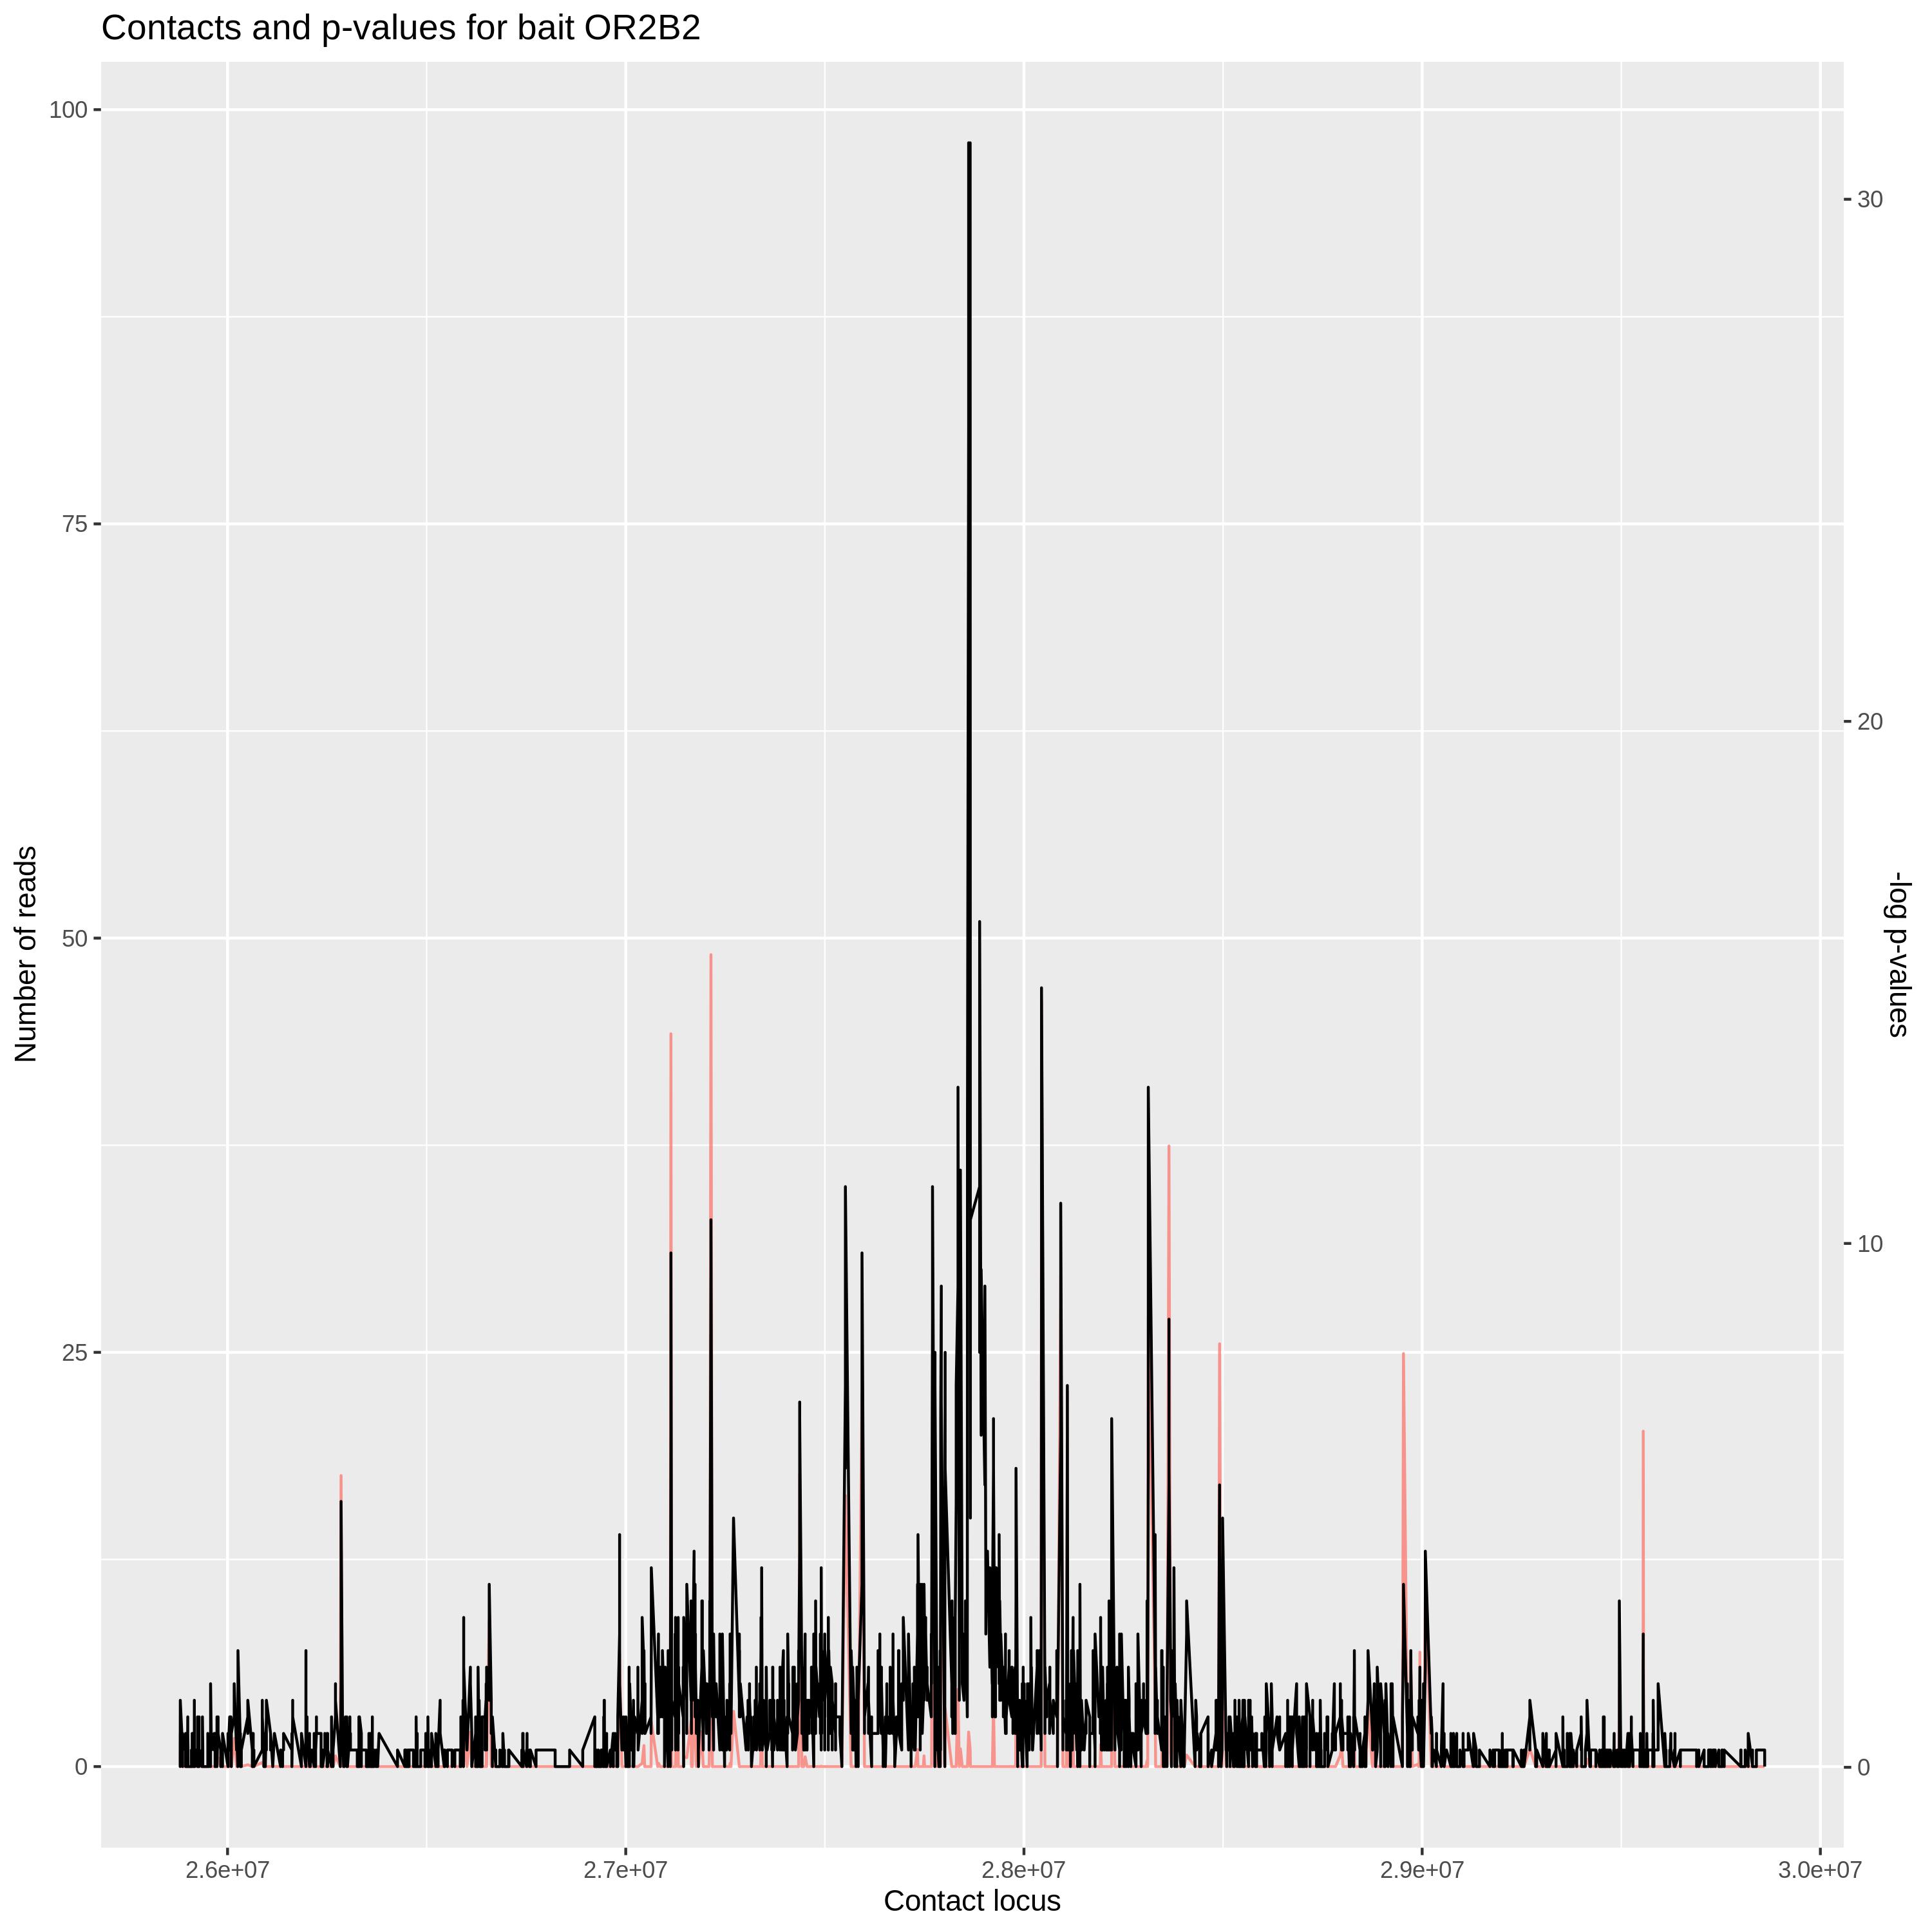 Contacts and p-values for bait OR2B2
100
75
50
25
0
30
20
10
0
Number of reads
-log p-values
2.6e+07 2.7e+07 2.8e+07 2.9e+07 3.0e+07
Contact locus